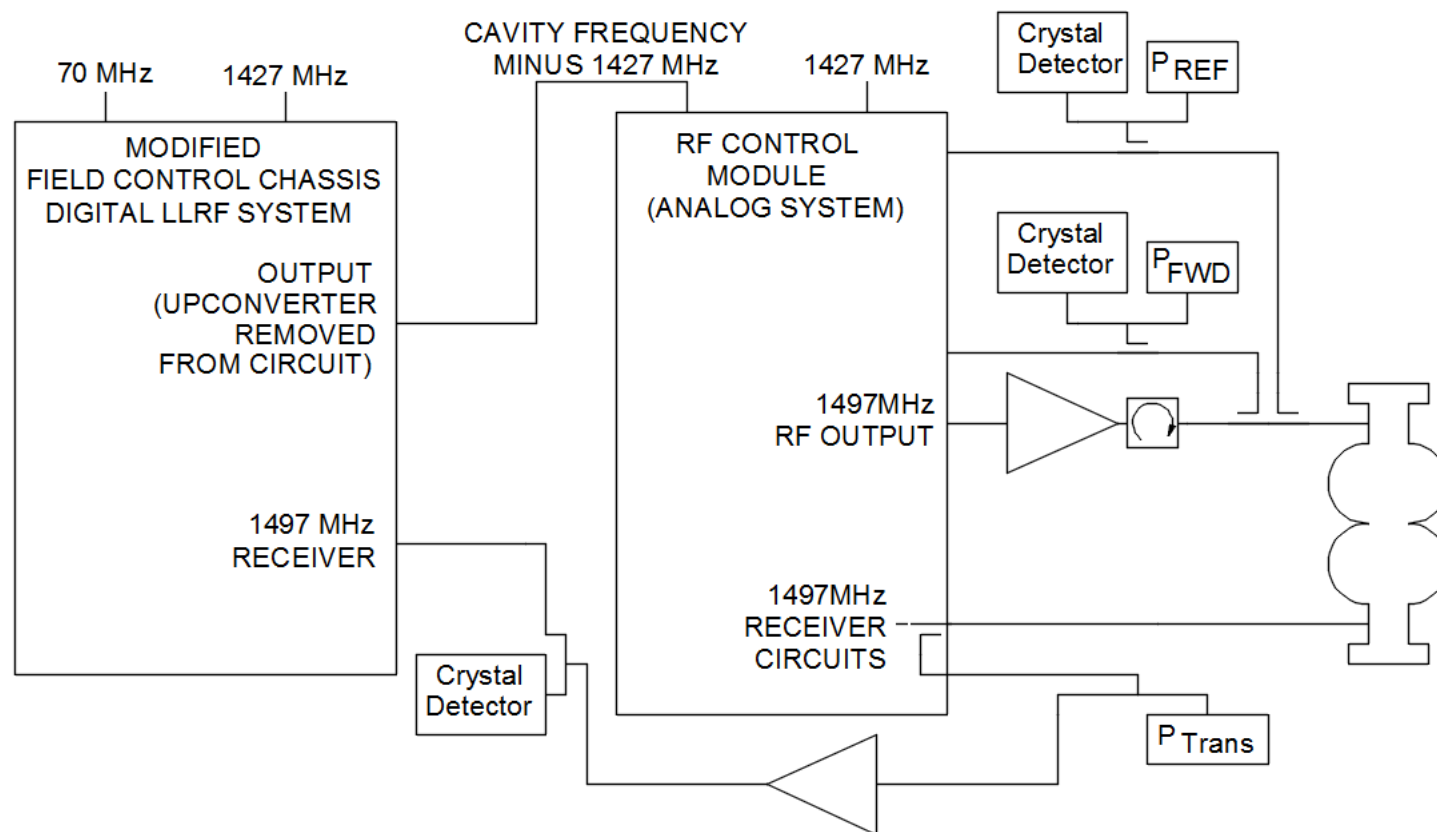 70 MHz
1427 MHz
MODIFIED
FIELD CONTROL CHASSIS
DIGITAL LLRF SYSTEM
OUTPUT
(UPCONVERTER
REMOVED
FROM CIRCUIT)
1497 MHz
RECEIVER
CAVITY FREQUENCY
MINUS 1427 MHz
1427 MHz
RF CONTROL
MODULE
(ANALOG SYSTEM)
1497MHz
RF OUTPUT
1497MHz
RECEIVER
CIRCUITS
Crystal
Detector
PREF
Crystal
Detector
PFWD
Crystal
Detector
P Trans